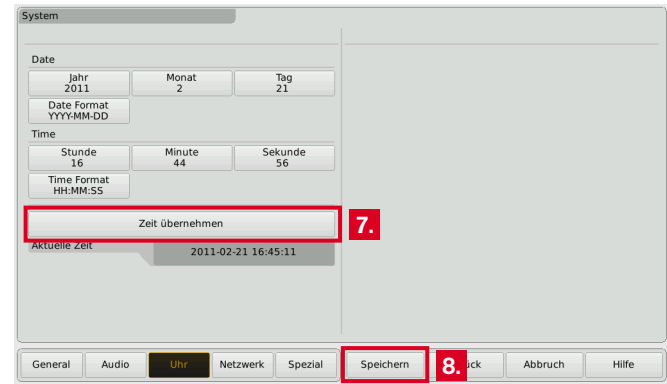 System
Date
Jahr
2011
Monat
2
Tag
21
Date Format
YYYY-MM-DD
Time
Stunde
16
Minute
44
Sekunde
56
Time Format
HH:MM:SS
Zeit übernehmen
7.
Aktuelle Zeit
2011-02-21 16:45:11
General
Audio
Uhr
Netzwerk
Spezial
Speichern
8.
Abbruch
Hilfe